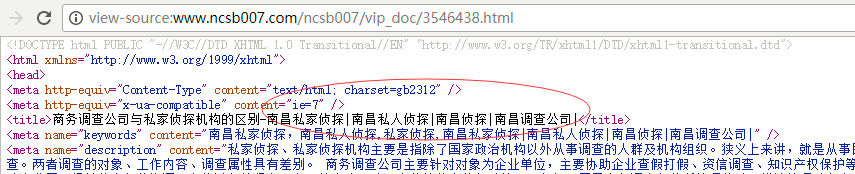 view-source:www.ncsb007.com/ncsb007/vip_doc/3546438.html
<!DOCTYPE html PUBLIC "-//W3C//DTD XHTML 1.0 Transitional//EN" "http://www.w3.org/TR/xhtml1/DTD/xhtml1-transitional.dtd">
<html xmlns="http://www.w3.org/1999/xhtml">
<head>
<meta http-equiv="Content-Type" content="text/html; charset=gb2312" />
<meta http-equiv="x-ua-compatible" content="ie=7" />
<title>商务调查公司与私家侦探机构的区别-南昌私家侦探|南昌私人侦探|南昌侦探|南昌调查公司|</title>
<meta name="keywords" content="南昌私家侦探，南昌私人侦探,私家侦探,南昌私家侦探|南昌私人侦探|南昌侦探|南昌调查公司|" />
<meta name="description" content="私家侦探、私家侦探机构主要是指除了国家政治机构以外从事调查的人群及机构组织。狭义上来讲，就是从事民
查。两者调查的对象、工作内容、调查属性具有差别。 商务调查公司主要针对对象为企业单位，主要协助企业查假打假、资信调查、知识产权保护等